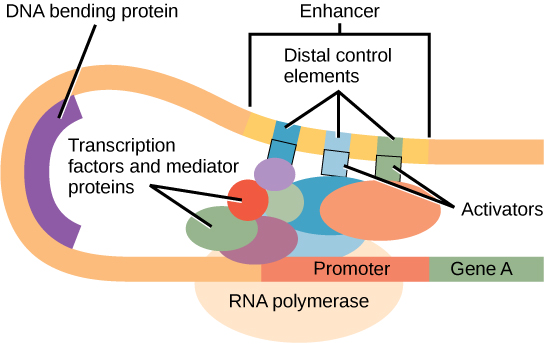 DNA bending protein
Enhancer
Distal control
elements
Transcription
factors and mediator
proteins
Activators
Promoter
Gene A
RNA polymerase